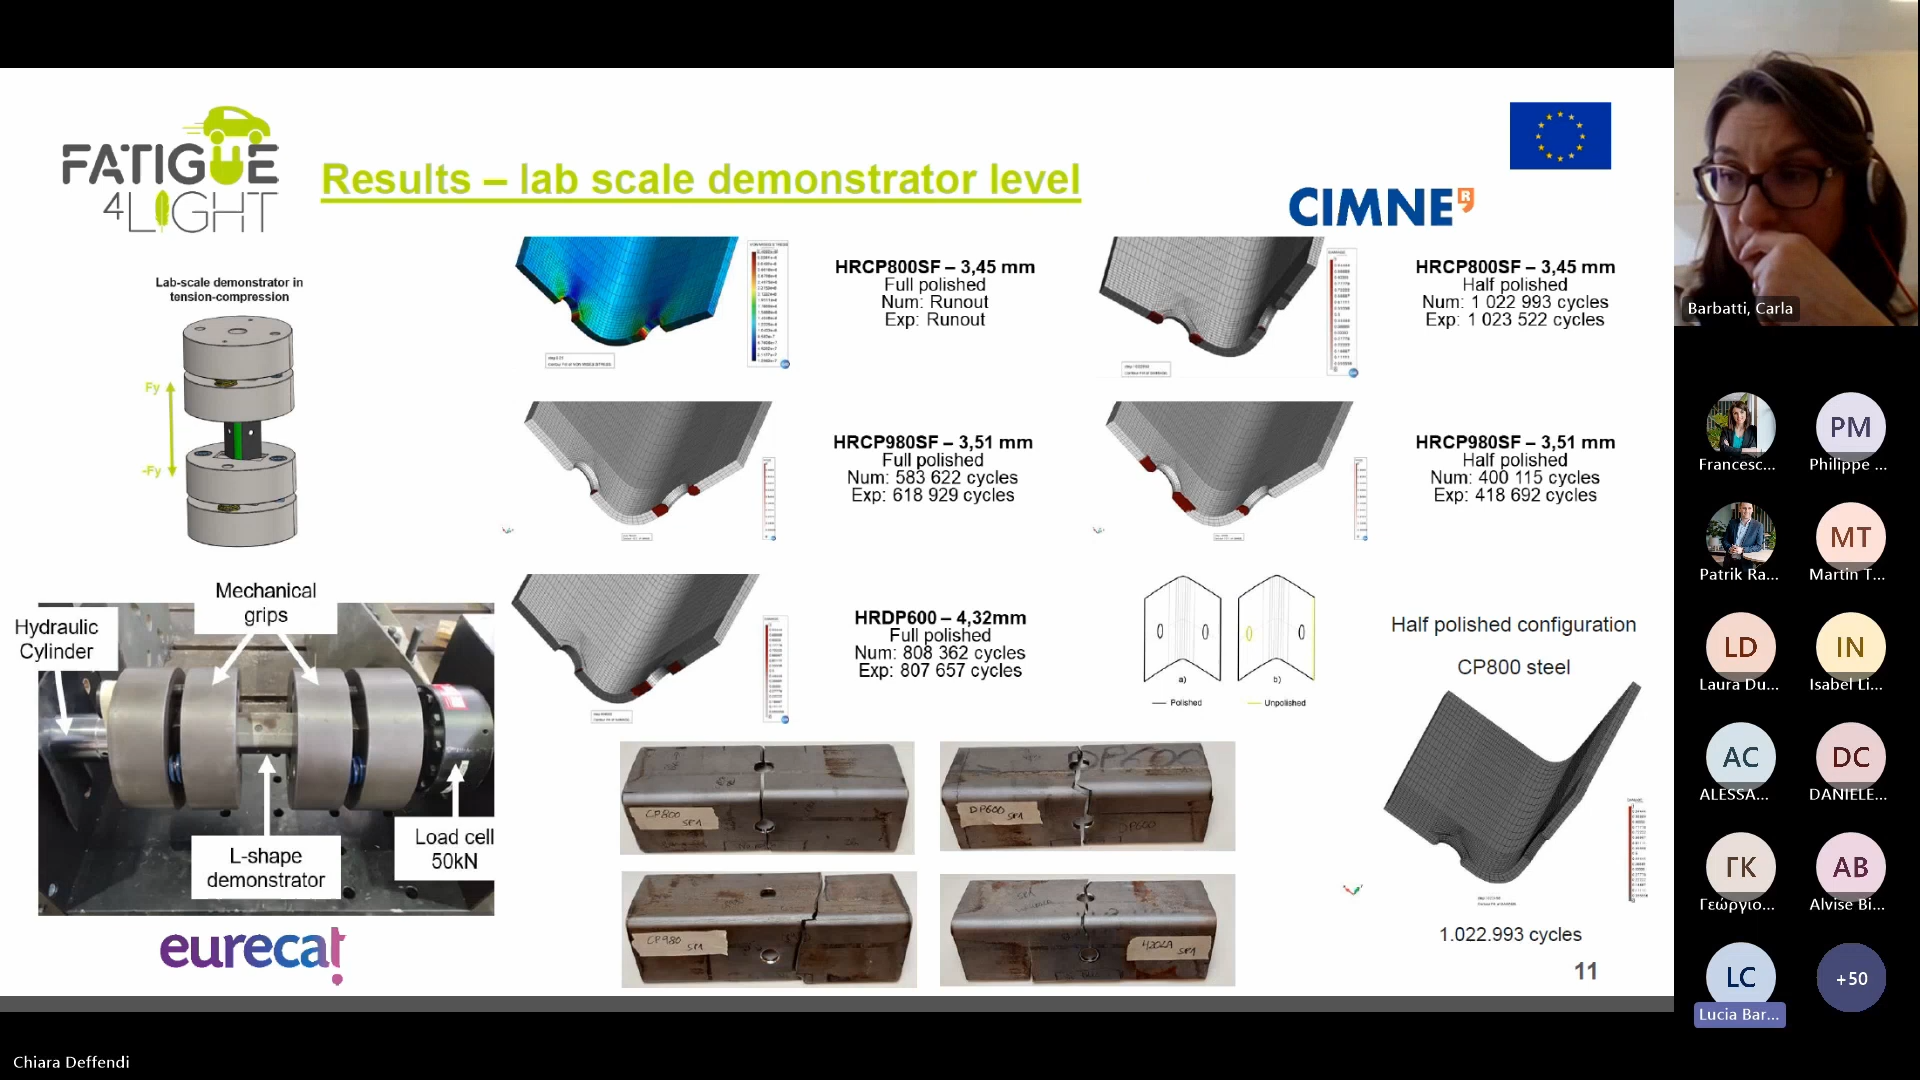 FATIGUE
4LIGHT
Results – lab scale demonstrator level
CIMNE
R
Lab-scale demonstrator in
tension-compression
Fy
-Fy
HRCP800SF – 3,45 mm
Full polished
Num: Runout
Exp: Runout
HRCP800SF – 3,45 mm
Half polished
Num: 1 022 993 cycles
Exp: 1 023 522 cycles
HRCP980SF – 3,51 mm
Full polished
Num: 583 622 cycles
Exp: 618 929 cycles
HRCP980SF – 3,51 mm
Half polished
Num: 400 115 cycles
Exp: 418 692 cycles
HRDP600 – 4,32mm
Full polished
Num: 808 362 cycles
Exp: 807 657 cycles
a)
b)
Polished
Unpolished
Half polished configuration
CP800 steel
1.022.993 cycles
Mechanical
grips
Hydraulic
Cylinder
L-shape
demonstrator
Load cell
50kN
eurecat
CP800
DP600
DP600
CP980
11
Barbatti, Carla
Francesc...
PM
Philippe ...
Patrik Ra...
MT
Martin T...
LD
Laura Du...
IN
Isabel Li...
AC
ALESSA...
DC
DANIELE...
ΓΚ
Γεώργιο...
AB
Alvise Bi...
LC
Lucia Bar...
+50
Chiara Deffendi